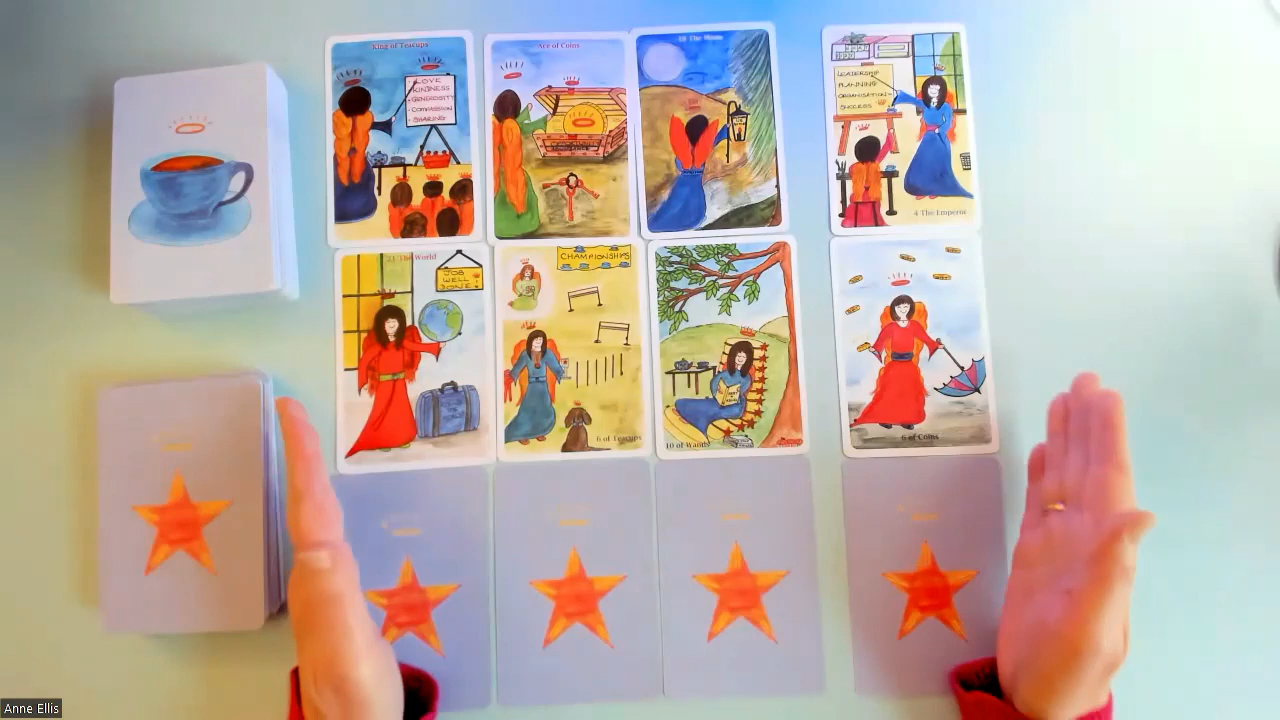 King of Teacups
LOVE
KINDNESS
GENEROSITY
COMPASSION
SHARING
Ace of Coins
18 The Moon
LEADERSHIP
PLANNING
ORGANISATION
SUCCESS
4 The Emperor
21 The World
JOB
WELL
DONE!
CHAMPIONSHIPS
6 of Teacups
10 of Wands
6 of Coins
Anne Ellis